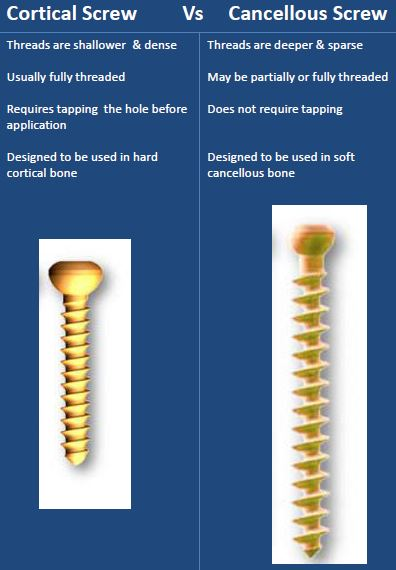 Cortical Screw Vs Cancellous Screw
Threads are shallower & dense
Usually fully threaded
Requires tapping the hole before
application
Designed to be used in hard
cortical bone
Threads are deeper & sparse
May be partially or fully threaded
Does not require tapping
Designed to be used in soft
cancellous bone